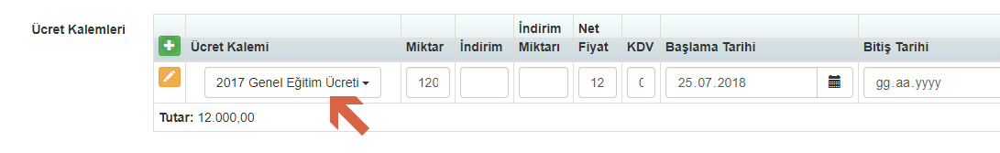 Ücret Kalemleri
Ücret Kalemi Miktar İndirim İndirim Miktarı Net Fiyat KDV Başlama Tarihi Bitiş Tarihi
2017 Genel Eğitim Ücreti 120 12 25.07.2018 gg.aa.yyyy
Tutar: 12.000,00